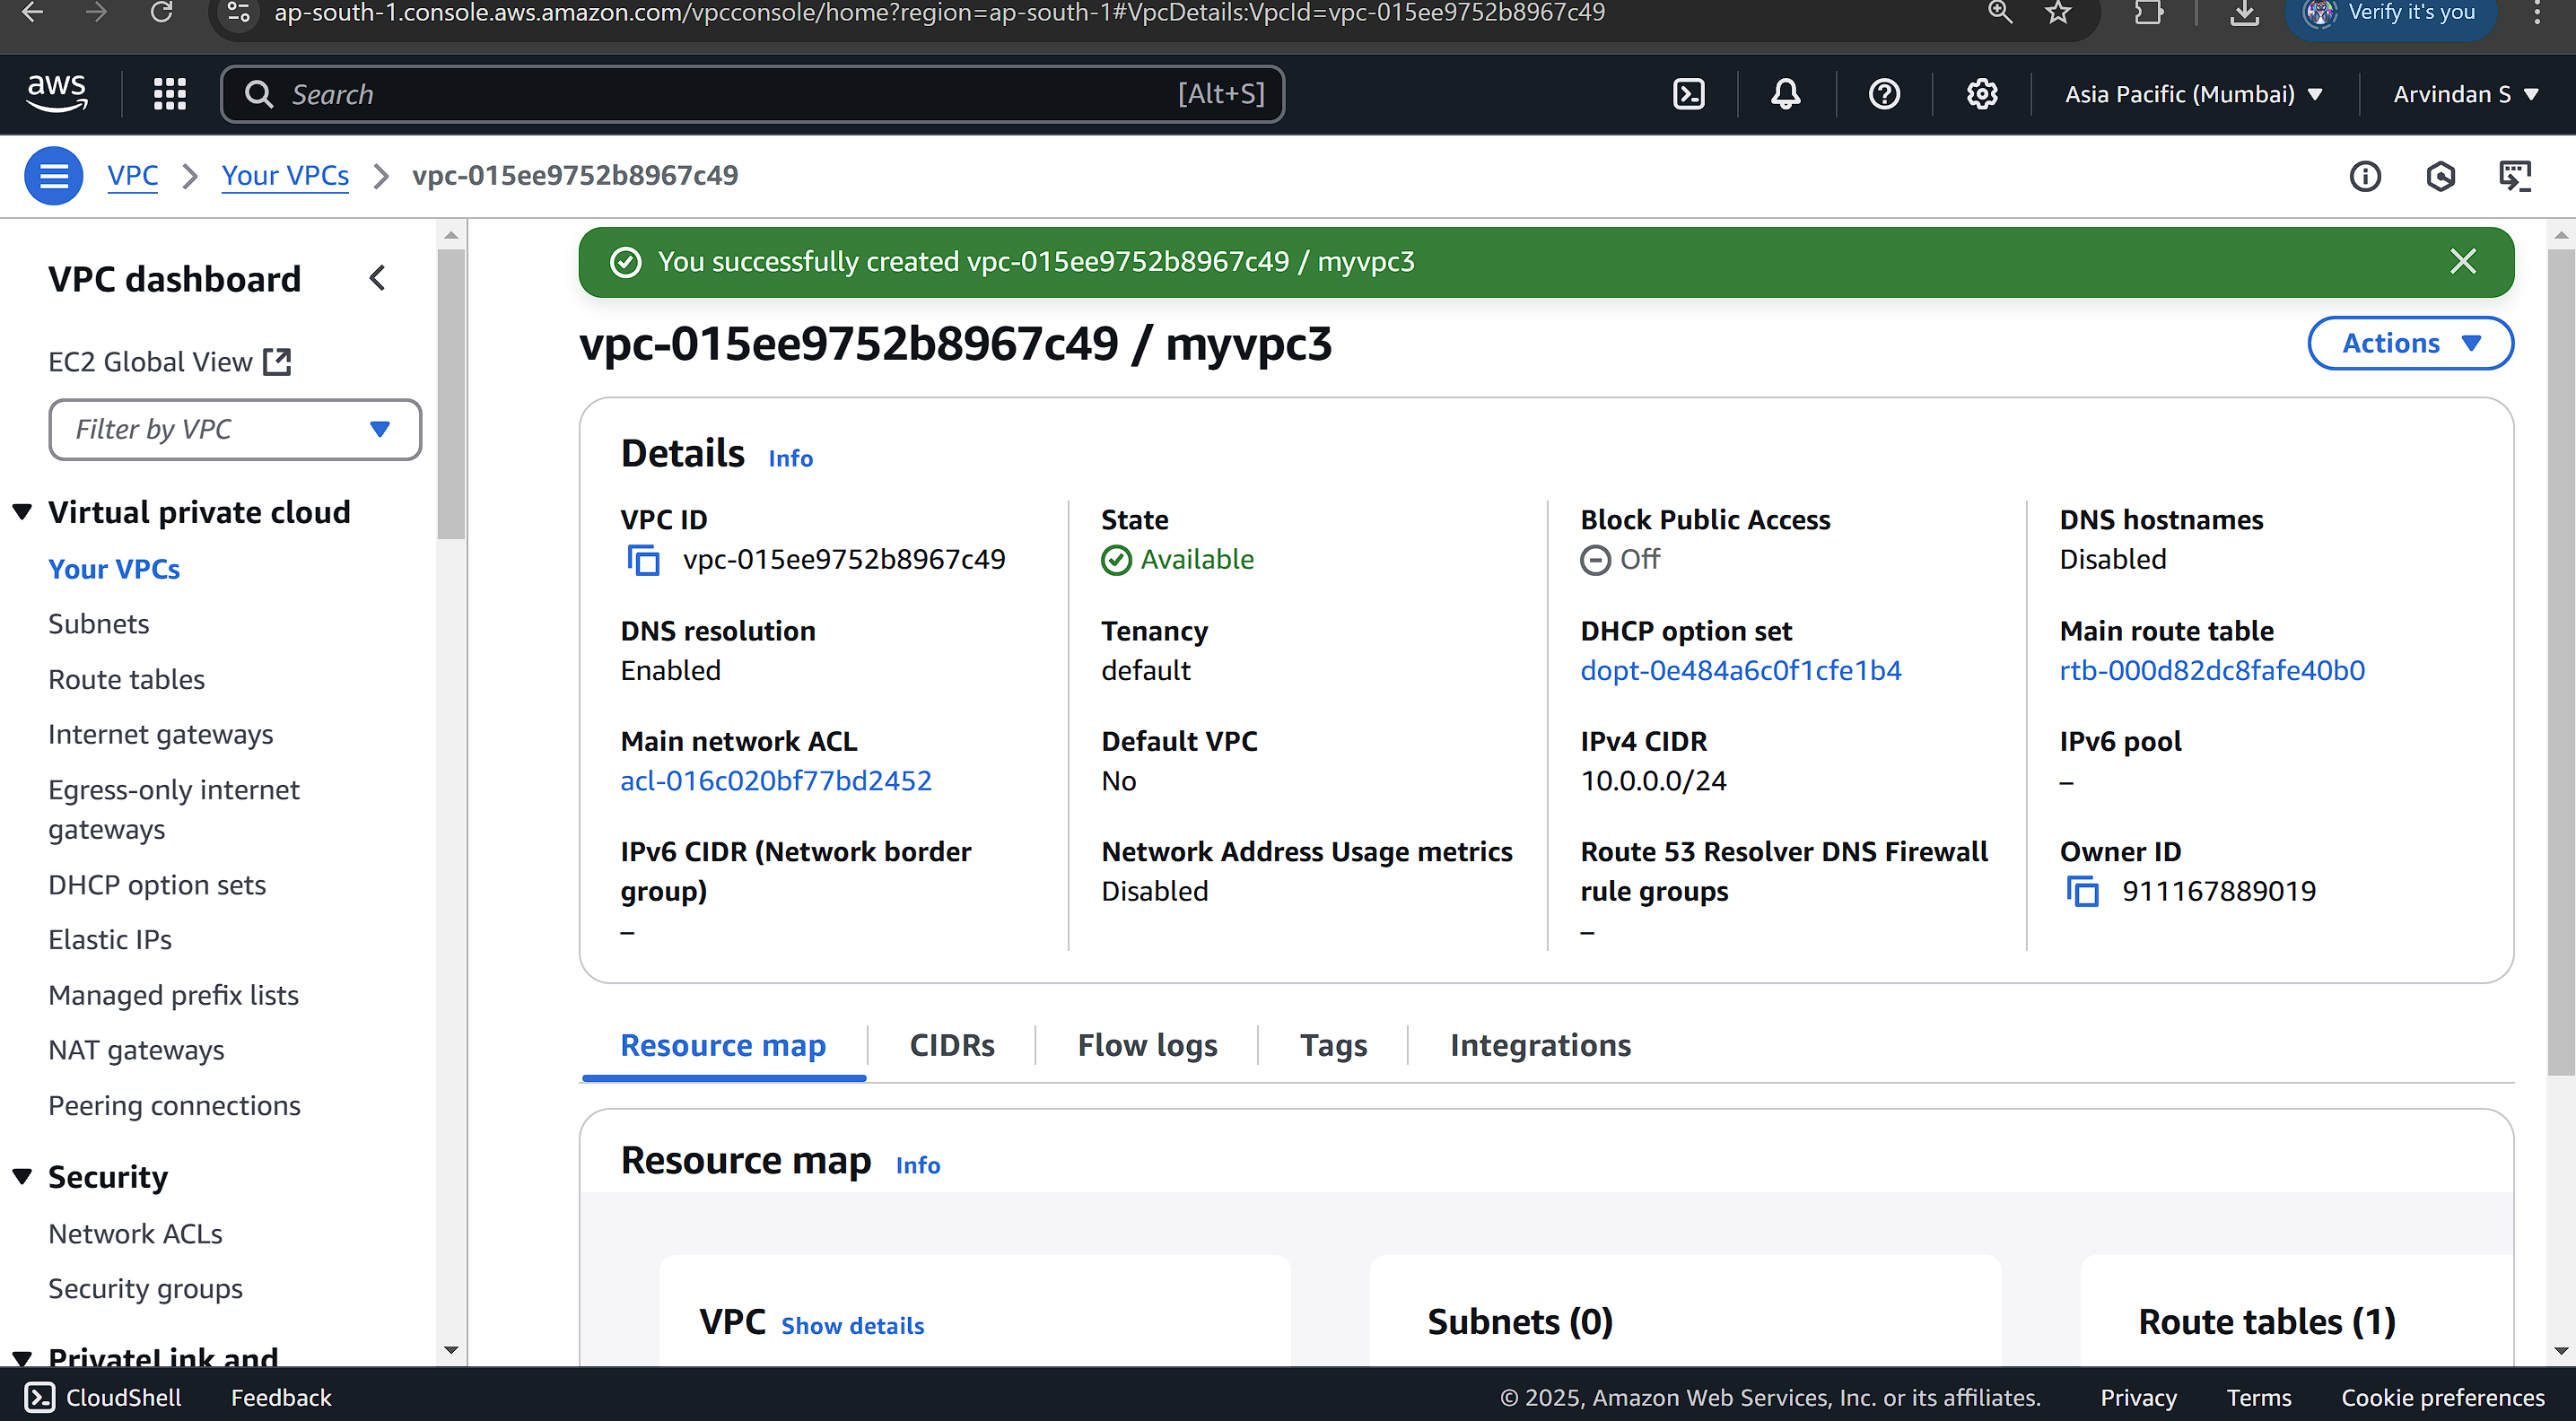 ap-south-1.console.aws.amazon.com/vpcconsole/home?region=ap-south-1#VpcDetails:VpcId=vpc-015ee9752b8967c49
Verify it's you
aws
Search
[Alt+S]
Asia Pacific (Mumbai)
Arvindan S
VPC
Your VPCs
vpc-015ee9752b8967c49
VPC dashboard
EC2 Global View
Filter by VPC
Virtual private cloud
Your VPCs
Subnets
Route tables
Internet gateways
Egress-only internet
gateways
DHCP option sets
Elastic IPs
Managed prefix lists
NAT gateways
Peering connections
Security
Network ACLs
Security groups
PrivateLink and
You successfully created vpc-015ee9752b8967c49 / myvpc3
vpc-015ee9752b8967c49 / myvpc3
Actions
Details Info
VPC ID
vpc-015ee9752b8967c49
State
Available
Block Public Access
Off
DNS hostnames
Disabled
DNS resolution
Enabled
Tenancy
default
DHCP option set
dopt-0e484a6c0f1cfe1b4
Main route table
rtb-000d82dc8fafe40b0
Main network ACL
acl-016c020bf77bd2452
Default VPC
No
IPv4 CIDR
10.0.0.0/24
IPv6 pool
–
IPv6 CIDR (Network border
group)
–
Network Address Usage metrics
Disabled
Route 53 Resolver DNS Firewall
rule groups
–
Owner ID
911167889019
Resource map
CIDRs
Flow logs
Tags
Integrations
Resource map Info
VPC Show details
Subnets (0)
Route tables (1)
CloudShell
Feedback
© 2025, Amazon Web Services, Inc. or its affiliates.
Privacy
Terms
Cookie preferences